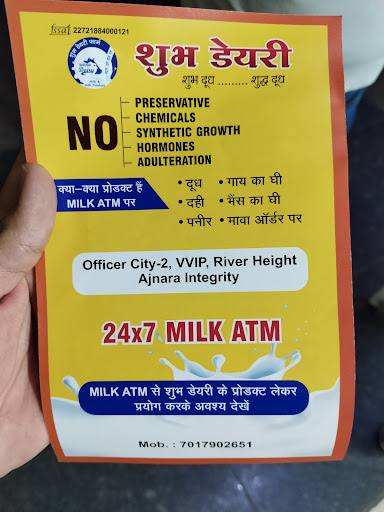 fssaı 22721884000121
शुभ डेयरी
शुभ दूध ......... शुद्ध दूध
NO
PRESERVATIVE
CHEMICALS
SYNTHETIC GROWTH
HORMONES
ADULTERATION
क्या-क्या प्रोडक्ट हैं
MILK ATM पर
• दूध • गाय का घी
• दही • भैंस का घी
• पनीर • मावा ऑर्डर पर
Officer City-2, VVIP, River Height
Ajnara Integrity
24x7 MILK ATM
MILK ATM से शुभ डेयरी के प्रोडक्ट लेकर
प्रयोग करके अवश्य देखें
Mob. : 7017902651